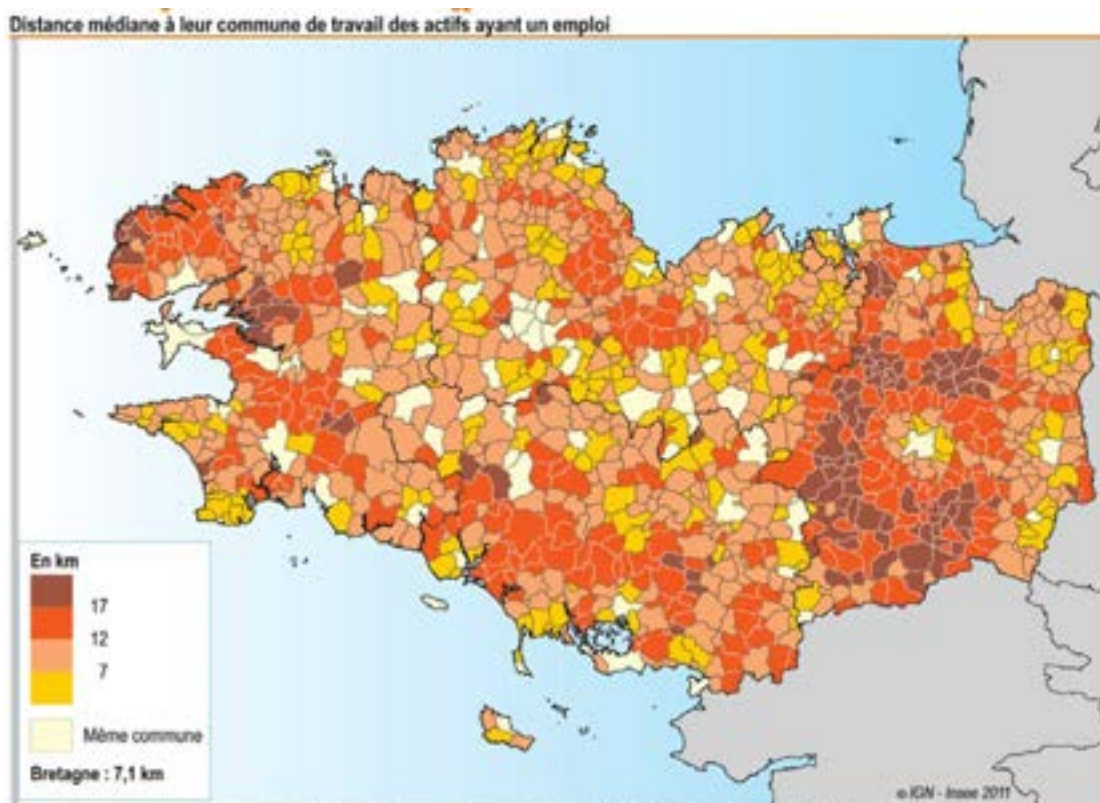 Distance médiane à leur commune de travail des actifs ayant un emploi
En km
17
12
7
Même commune
Bretagne : 7,1 km
© IGN - Insee 2011